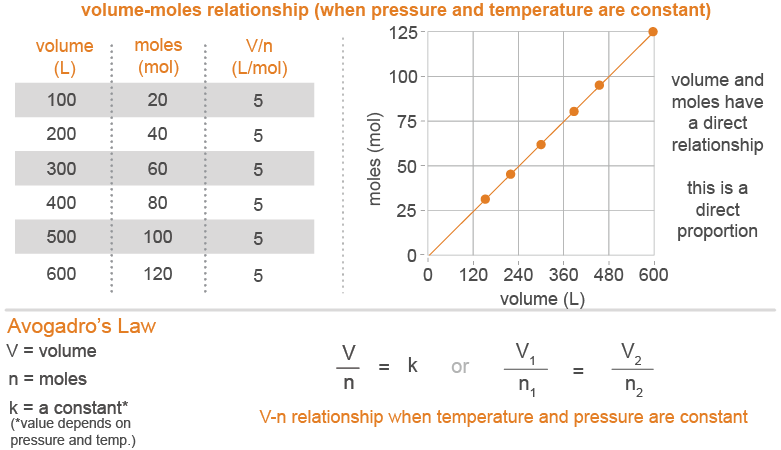 volume-moles relationship (when pressure and temperature are constant)
volume (L) moles (mol) V/n (L/mol)
100 20 5
200 40 5
300 60 5
400 80 5
500 100 5
600 120 5
moles (mol)
125
100
75
50
25
0
0 120 240 360 480 600
volume (L)
volume and
moles have
a direct
relationship
this is a
direct
proportion
Avogadro's Law
V = volume
n = moles
k = a constant*
(*value depends on
pressure and temp.)
V/n = k or V₁/n₁ = V₂/n₂
V-n relationship when temperature and pressure are constant